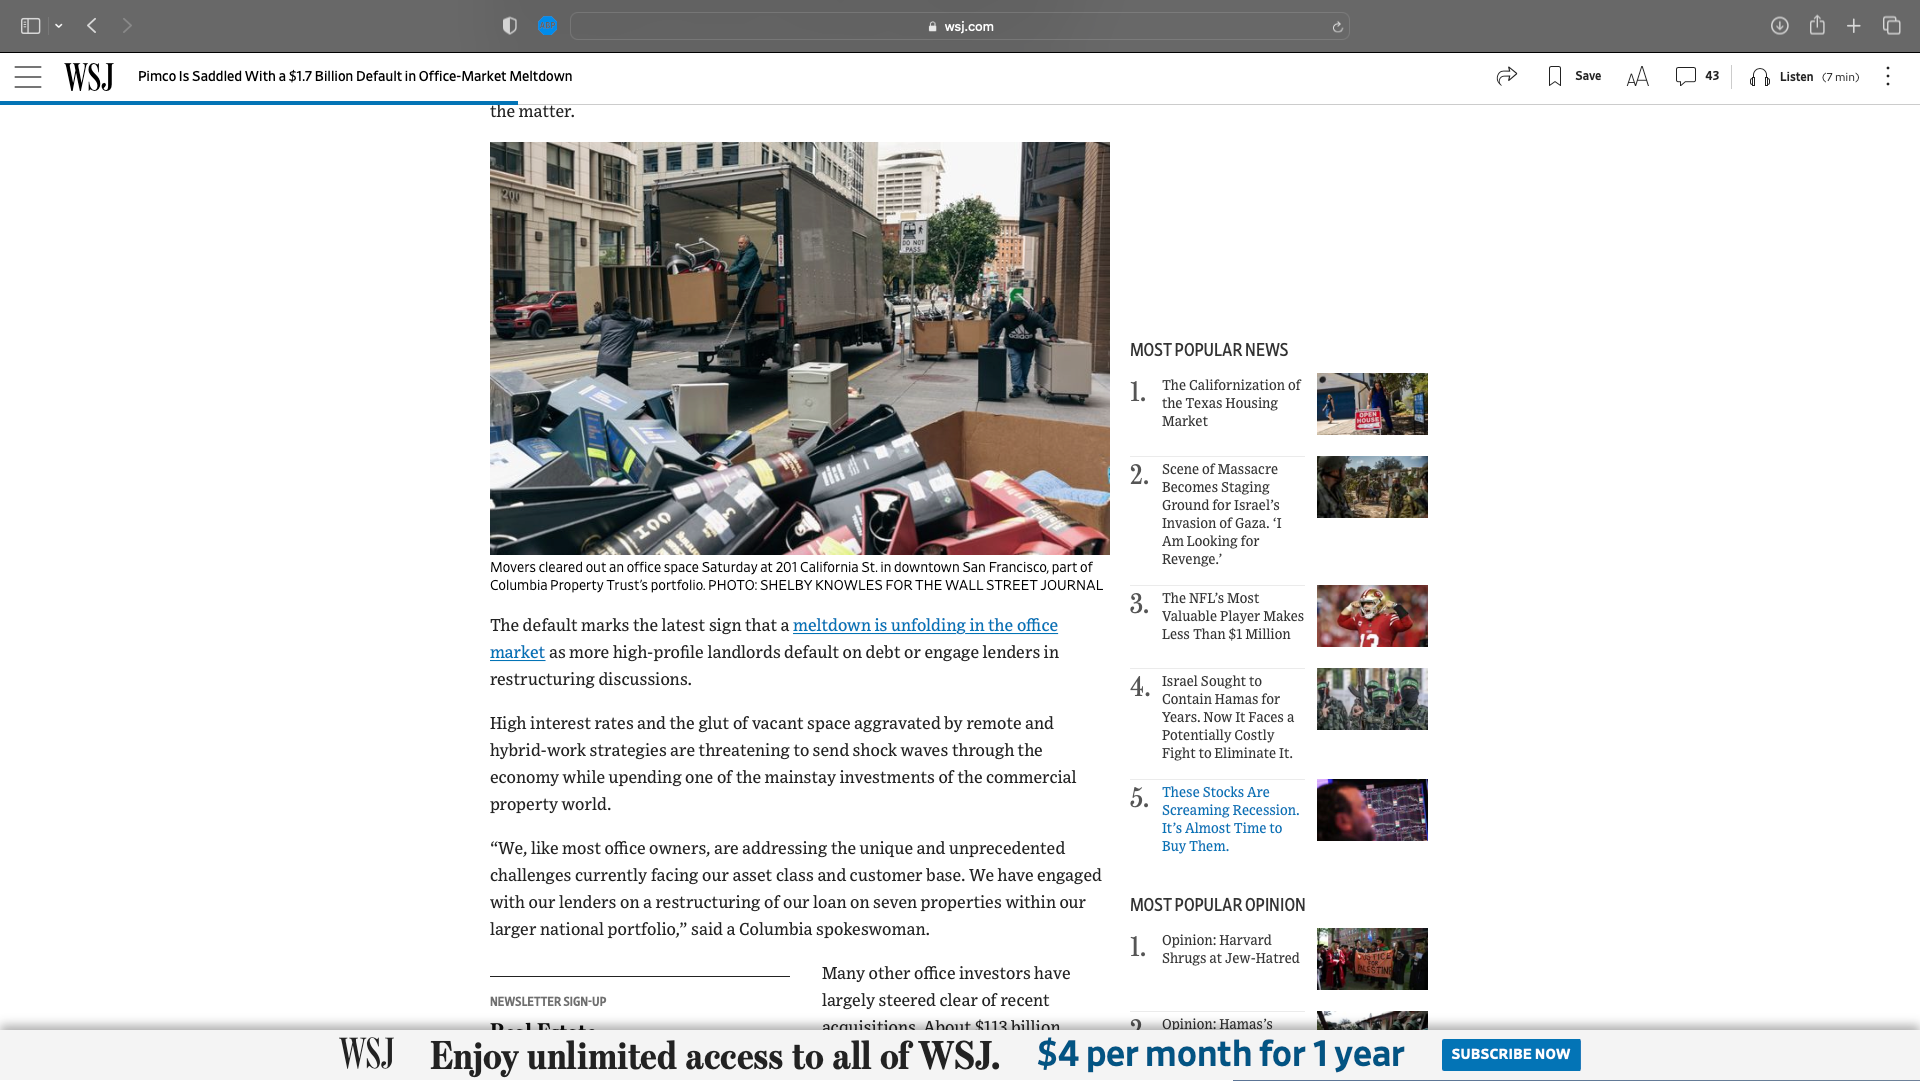 wsj.com
WSJ
Pimco Is Saddled With a $1.7 Billion Default in Office-Market Meltdown
Save
AA
43
Listen (7 min)
the matter.
200
DO NOT
PASS
adidas
Movers cleared out an office space Saturday at 201 California St. in downtown San Francisco, part of
Columbia Property Trust's portfolio. PHOTO: SHELBY KNOWLES FOR THE WALL STREET JOURNAL
The default marks the latest sign that a meltdown is unfolding in the office
market as more high-profile landlords default on debt or engage lenders in
restructuring discussions.
High interest rates and the glut of vacant space aggravated by remote and
hybrid-work strategies are threatening to send shock waves through the
economy while upending one of the mainstay investments of the commercial
property world.
“We, like most office owners, are addressing the unique and unprecedented
challenges currently facing our asset class and customer base. We have engaged
with our lenders on a restructuring of our loan on seven properties within our
larger national portfolio,” said a Columbia spokeswoman.
NEWSLETTER SIGN-UP
Real Estate
Many other office investors have
largely steered clear of recent
acquisitions. About $113 billion
MOST POPULAR NEWS
1.
The Californization of
the Texas Housing
Market
OPEN
HOUSE
2.
Scene of Massacre
Becomes Staging
Ground for Israel’s
Invasion of Gaza. ‘I
Am Looking for
Revenge.’
3.
The NFL’s Most
Valuable Player Makes
Less Than $1 Million
13
4.
Israel Sought to
Contain Hamas for
Years. Now It Faces a
Potentially Costly
Fight to Eliminate It.
5.
These Stocks Are
Screaming Recession.
It’s Almost Time to
Buy Them.
MOST POPULAR OPINION
1.
Opinion: Harvard
Shrugs at Jew-Hatred
JUSTICE
FOR
PALESTINE
2.
Opinion: Hamas’s
WSJ
Enjoy unlimited access to all of WSJ.
$4 per month for 1 year
SUBSCRIBE NOW